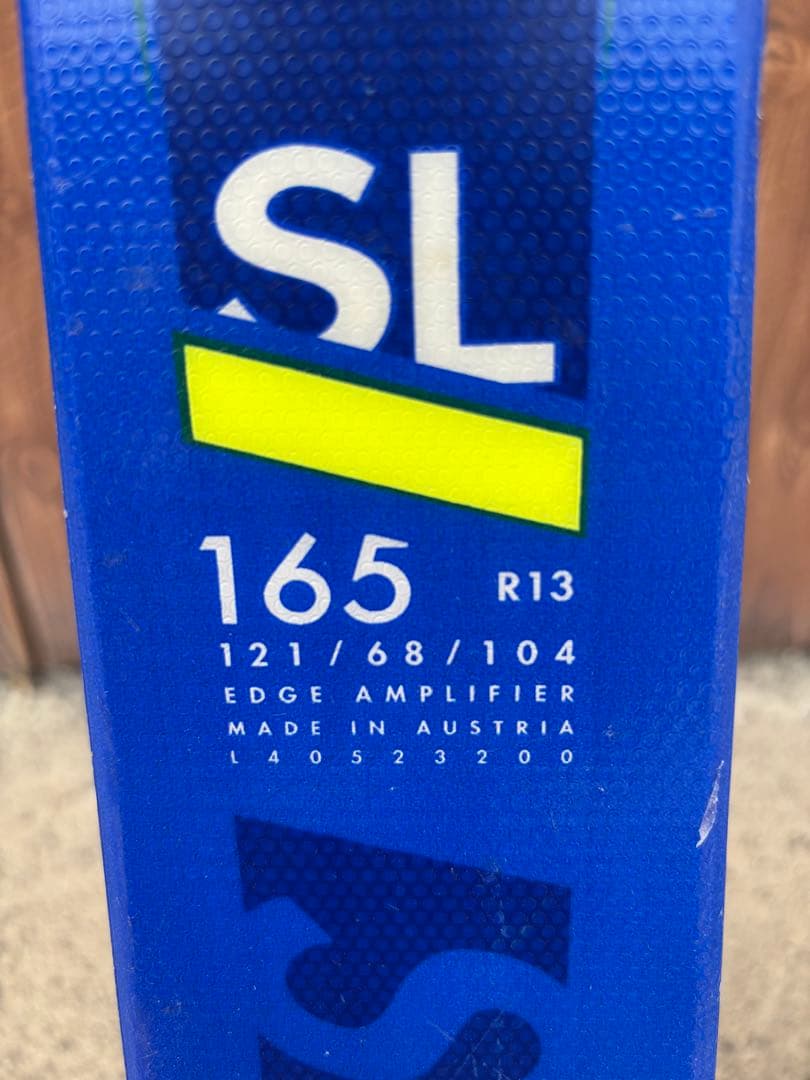 SL
165 R13
121/68/104
EDGE AMPLIFIER
MADE IN AUSTRIA
L40523200
S